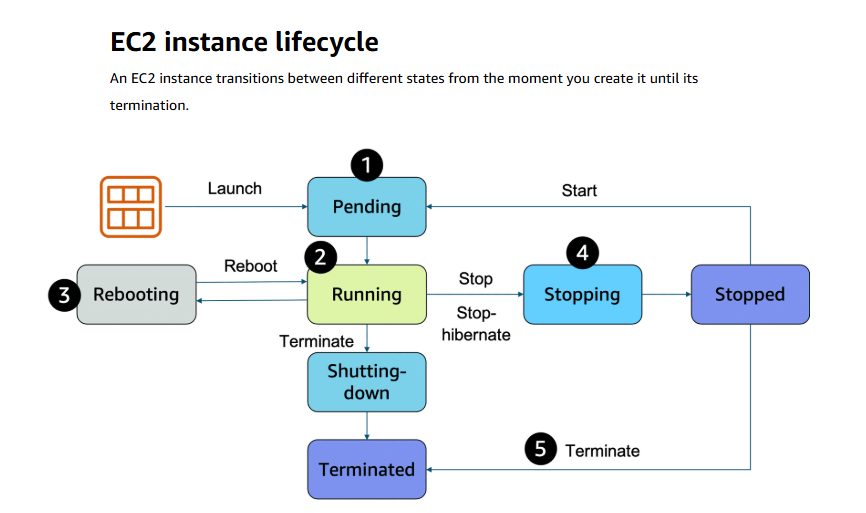 EC2 instance lifecycle
An EC2 instance transitions between different states from the moment you create it until its
termination.
1
Launch
Pending
Start
2
4
Reboot
3
Rebooting
Running
Stop
Stop-
hibernate
Stopping
Stopped
Terminate
Shutting-
down
5
Terminate
Terminated